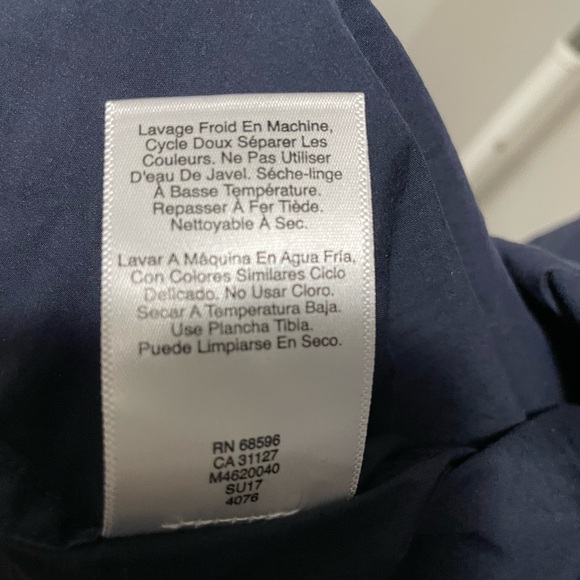 Lavage Froid En Machine,
Cycle Doux Séparer Les
Couleurs. Ne Pas Utiliser
D'eau De Javel. Séche-linge
À Basse Température.
Repasser À Fer Tiède.
Nettoyable À Sec.
Lavar A Mâquina En Agua Fría,
Con Colores Similares Ciclo
Delicado. No Usar Cloro.
Secar A Temperatura Baja.
Use Plancha Tibia.
Puede Limpiarse En Seco.
RN 68596
CA 31127
M4620040
SU17
4076